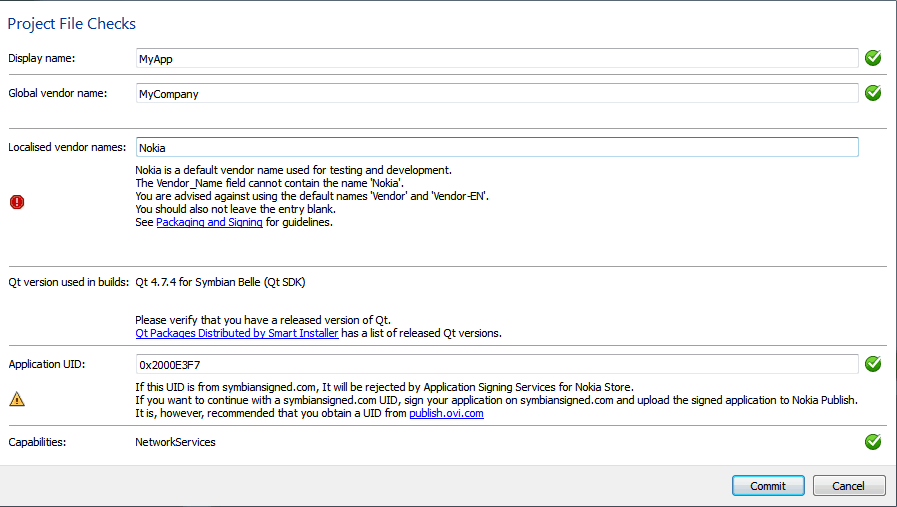 Project File Checks
Display name: MyApp
Global vendor name: MyCompany
Localised vendor names: Nokia
Nokia is a default vendor name used for testing and development.
The Vendor_Name field cannot contain the name 'Nokia'.
You are advised against using the default names 'Vendor' and 'Vendor-EN'.
You should also not leave the entry blank.
See Packaging and Signing for guidelines.
Qt version used in builds: Qt 4.7.4 for Symbian Belle (Qt SDK)
Please verify that you have a released version of Qt.
Qt Packages Distributed by Smart Installer has a list of released Qt versions.
Application UID: 0x2000E3F7
If this UID is from symbiansigned.com, It will be rejected by Application Signing Services for Nokia Store.
If you want to continue with a symbiansigned.com UID, sign your application on symbiansigned.com and upload the signed application to Nokia Publish.
It is, however, recommended that you obtain a UID from publish.ovi.com
Capabilities: NetworkServices
Commit Cancel